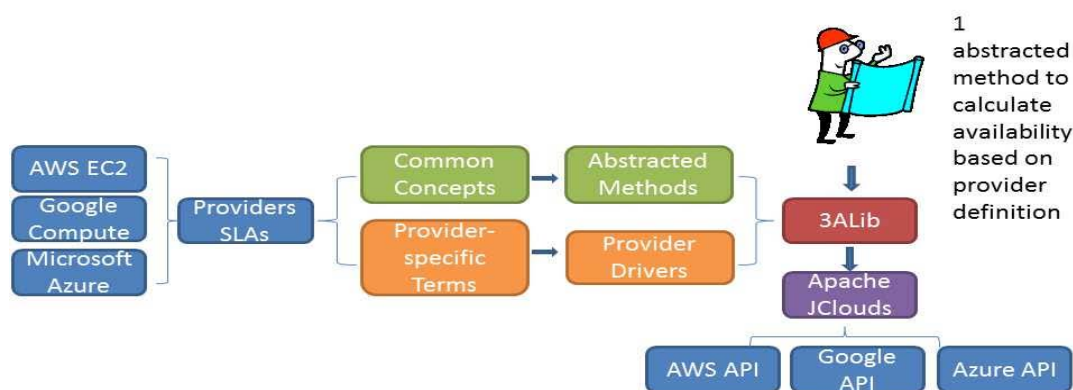 1
abstracted
method to
calculate
availability
based on
provider
definition
AWS EC2
Google
Compute
Microsoft
Azure
Providers
SLAs
Common
Concepts
Provider-
specific
Terms
Abstracted
Methods
Provider
Drivers
3ALib
Apache
JClouds
AWS API
Google
API
Azure API